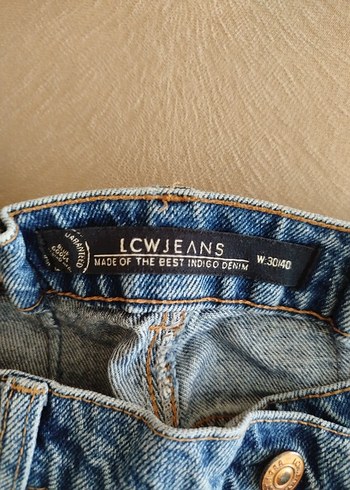 LCWJEANS
MADE OF THE BEST INDIGO DENIM
W:30/40